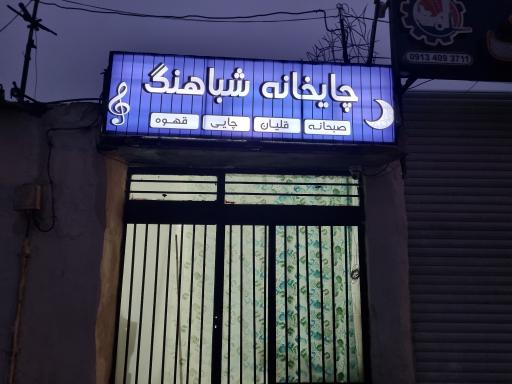 چایخانه شباهنگ
صبحانه قلیان چایی قهوه
0913 409 3711